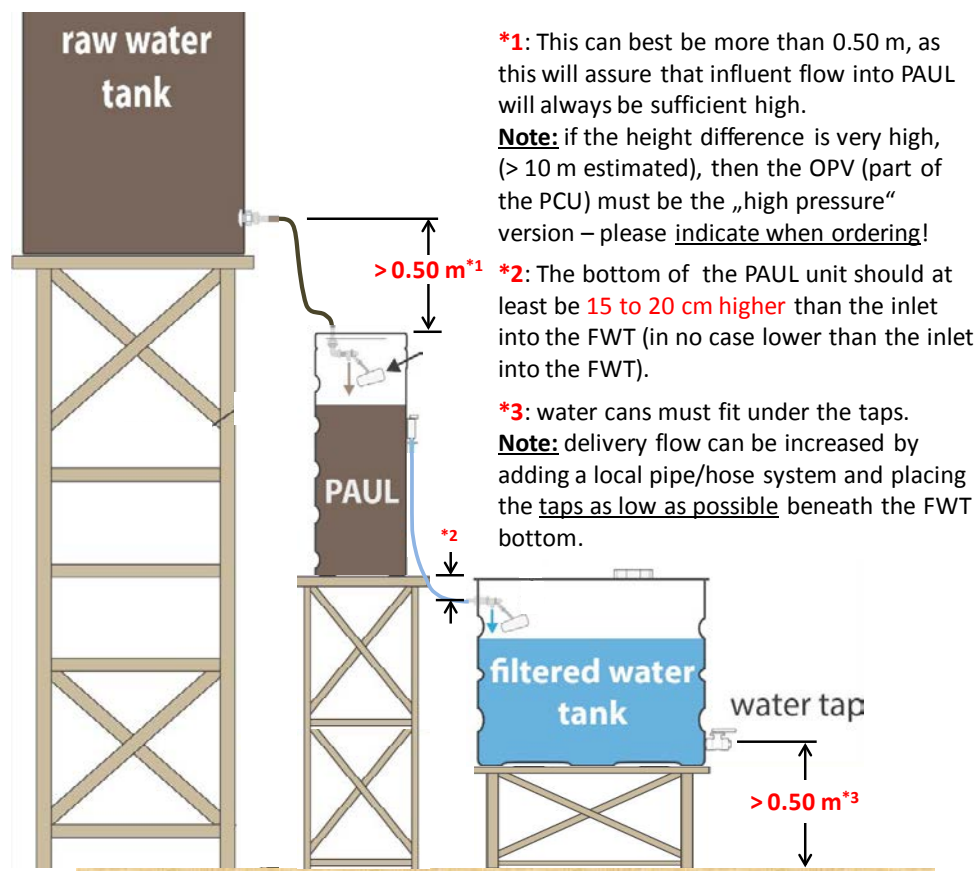 raw water
tank
> 0.50 m*1
PAUL
*2
filtered water
tank
water tap
> 0.50 m*3
*1: This can best be more than 0.50 m, as
this will assure that influent flow into PAUL
will always be sufficient high.
Note: if the height difference is very high,
(> 10 m estimated), then the OPV (part of
the PCU) must be the „high pressure“
version – please indicate when ordering!
*2: The bottom of the PAUL unit should at
least be 15 to 20 cm higher than the inlet
into the FWT (in no case lower than the inlet
into the FWT).
*3: water cans must fit under the taps.
Note: delivery flow can be increased by
adding a local pipe/hose system and placing
the taps as low as possible beneath the FWT
bottom.